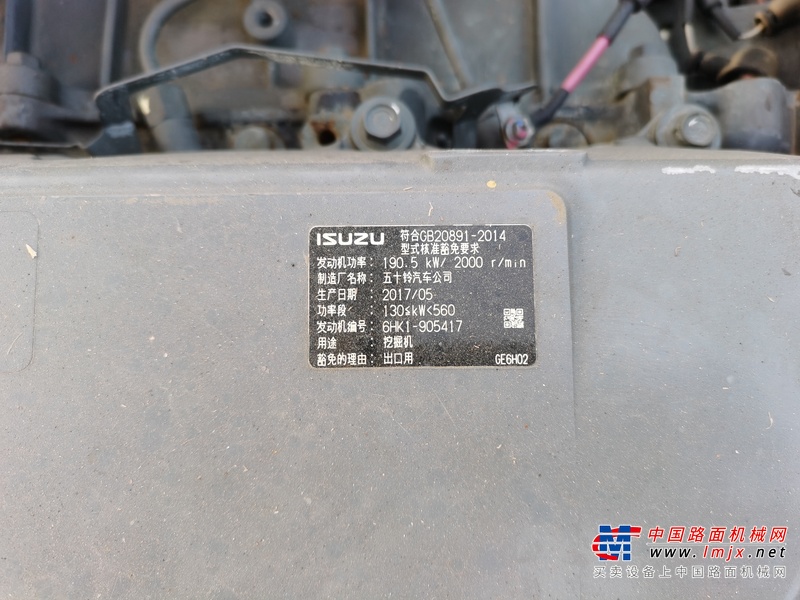 ISUZU 符合GB20891-2014
型式核准豁免要求
发动机功率： 190.5 kW/ 2000 r/min
制造厂名称： 五十铃汽车公司
生产日期 ： 2017/05
功率段 ： 130≤kW<560
发动机编号： 6HK1-905417
用途 ： 挖掘机
豁免的理由： 出口用 GE6H02
中国路面机械网
www.lmjx.net
买卖设备上中国路面机械网